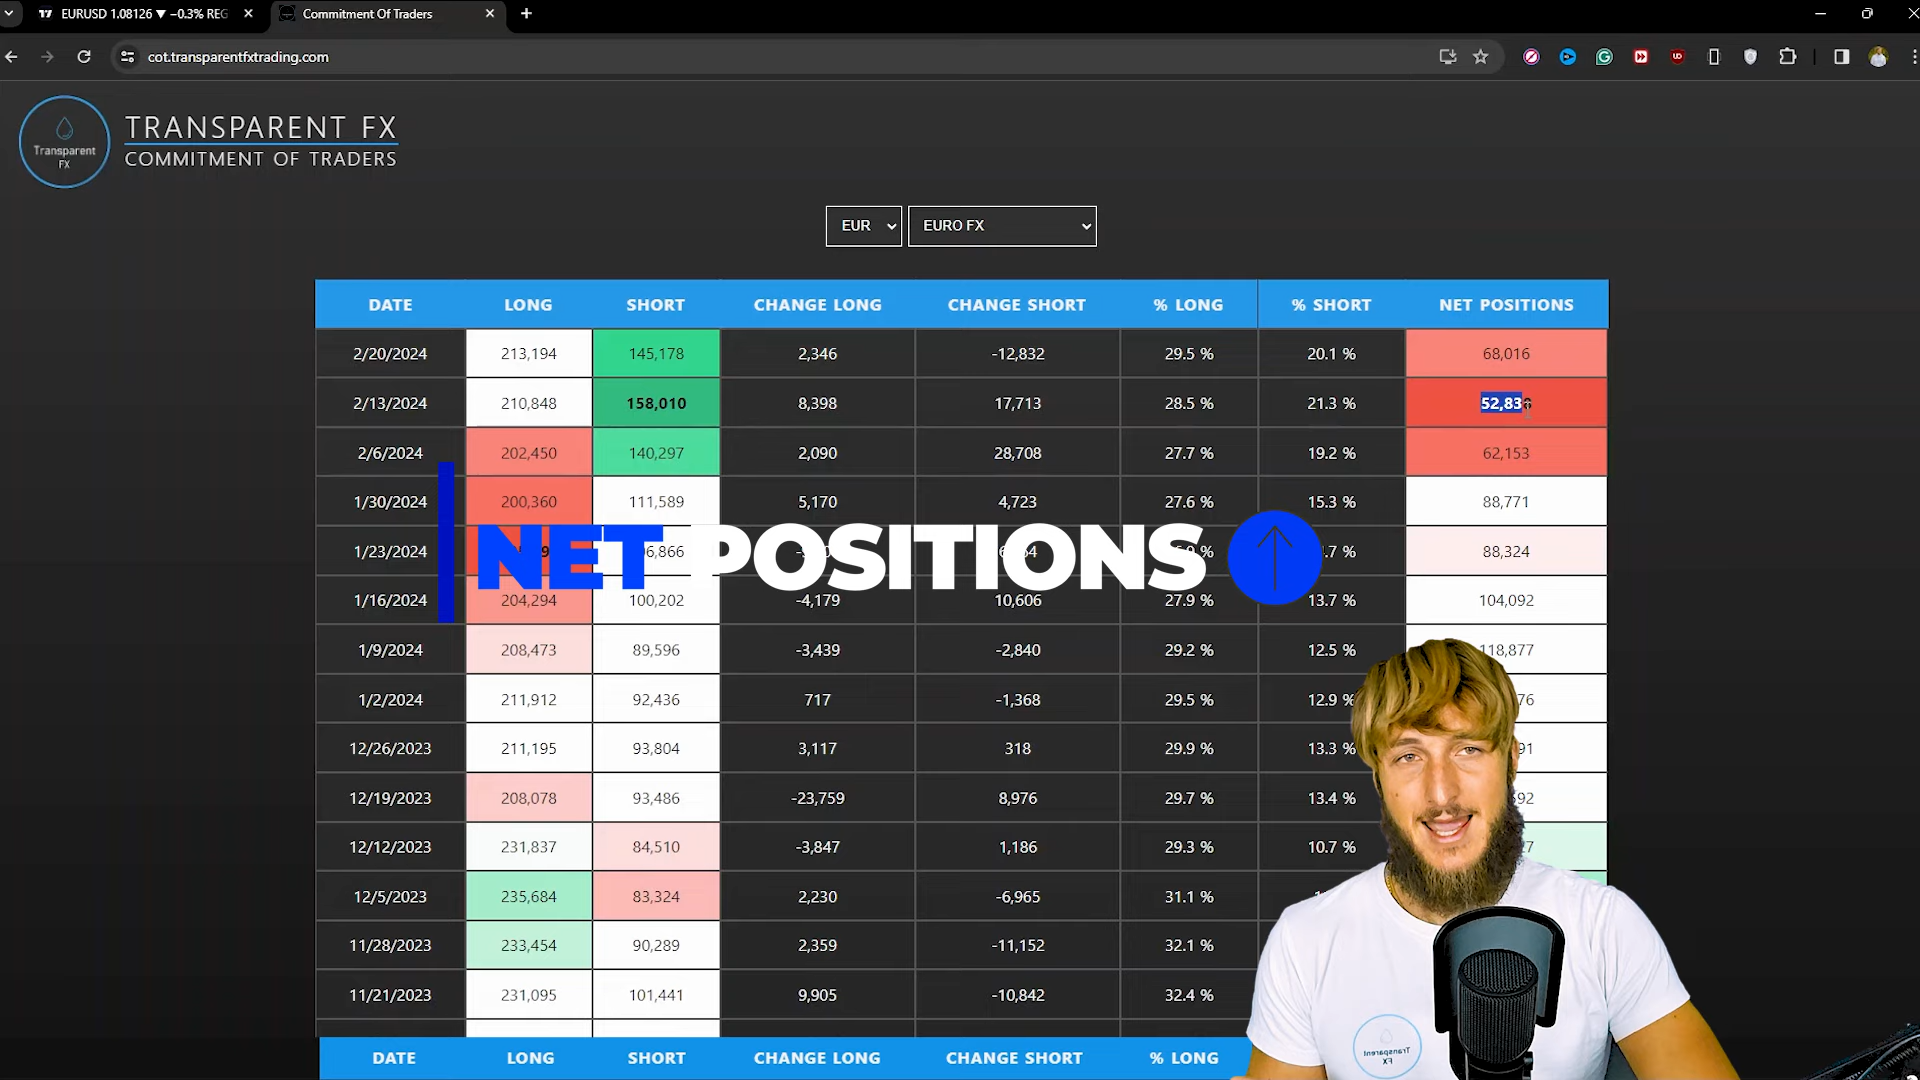 EURUSD 1.08126 ▼ −0.3% REG
Commitment Of Traders
cot.transparentfxtrading.com
Transparent
FX
TRANSPARENT FX
COMMITMENT OF TRADERS
EUR
EURO FX
DATE LONG SHORT CHANGE LONG CHANGE SHORT % LONG % SHORT NET POSITIONS
2/20/2024 213,194 145,178 2,346 -12,832 29.5 % 20.1 % 68,016
2/13/2024 210,848 158,010 8,398 17,713 28.5 % 21.3 % 52,83
2/6/2024 202,450 140,297 2,090 28,708 27.7 % 19.2 % 62,153
1/30/2024 200,360 111,589 5,170 4,723 27.6 % 15.3 % 88,771
1/23/2024 88,324
NET POSITIONS
1/16/2024 204,294 100,202 -4,179 10,606 27.9 % 13.7 % 104,092
1/9/2024 208,473 89,596 -3,439 -2,840 29.2 % 12.5 % 118,877
1/2/2024 211,912 92,436 717 -1,368 29.5 % 12.9 %
12/26/2023 211,195 93,804 3,117 318 29.9 % 13.3 %
12/19/2023 208,078 93,486 -23,759 8,976 29.7 % 13.4 %
12/12/2023 231,837 84,510 -3,847 1,186 29.3 % 10.7 %
12/5/2023 235,684 83,324 2,230 -6,965 31.1 %
11/28/2023 233,454 90,289 2,359 -11,152 32.1 %
11/21/2023 231,095 101,441 9,905 -10,842 32.4 %
DATE LONG SHORT CHANGE LONG CHANGE SHORT % LONG
Transparent
FX